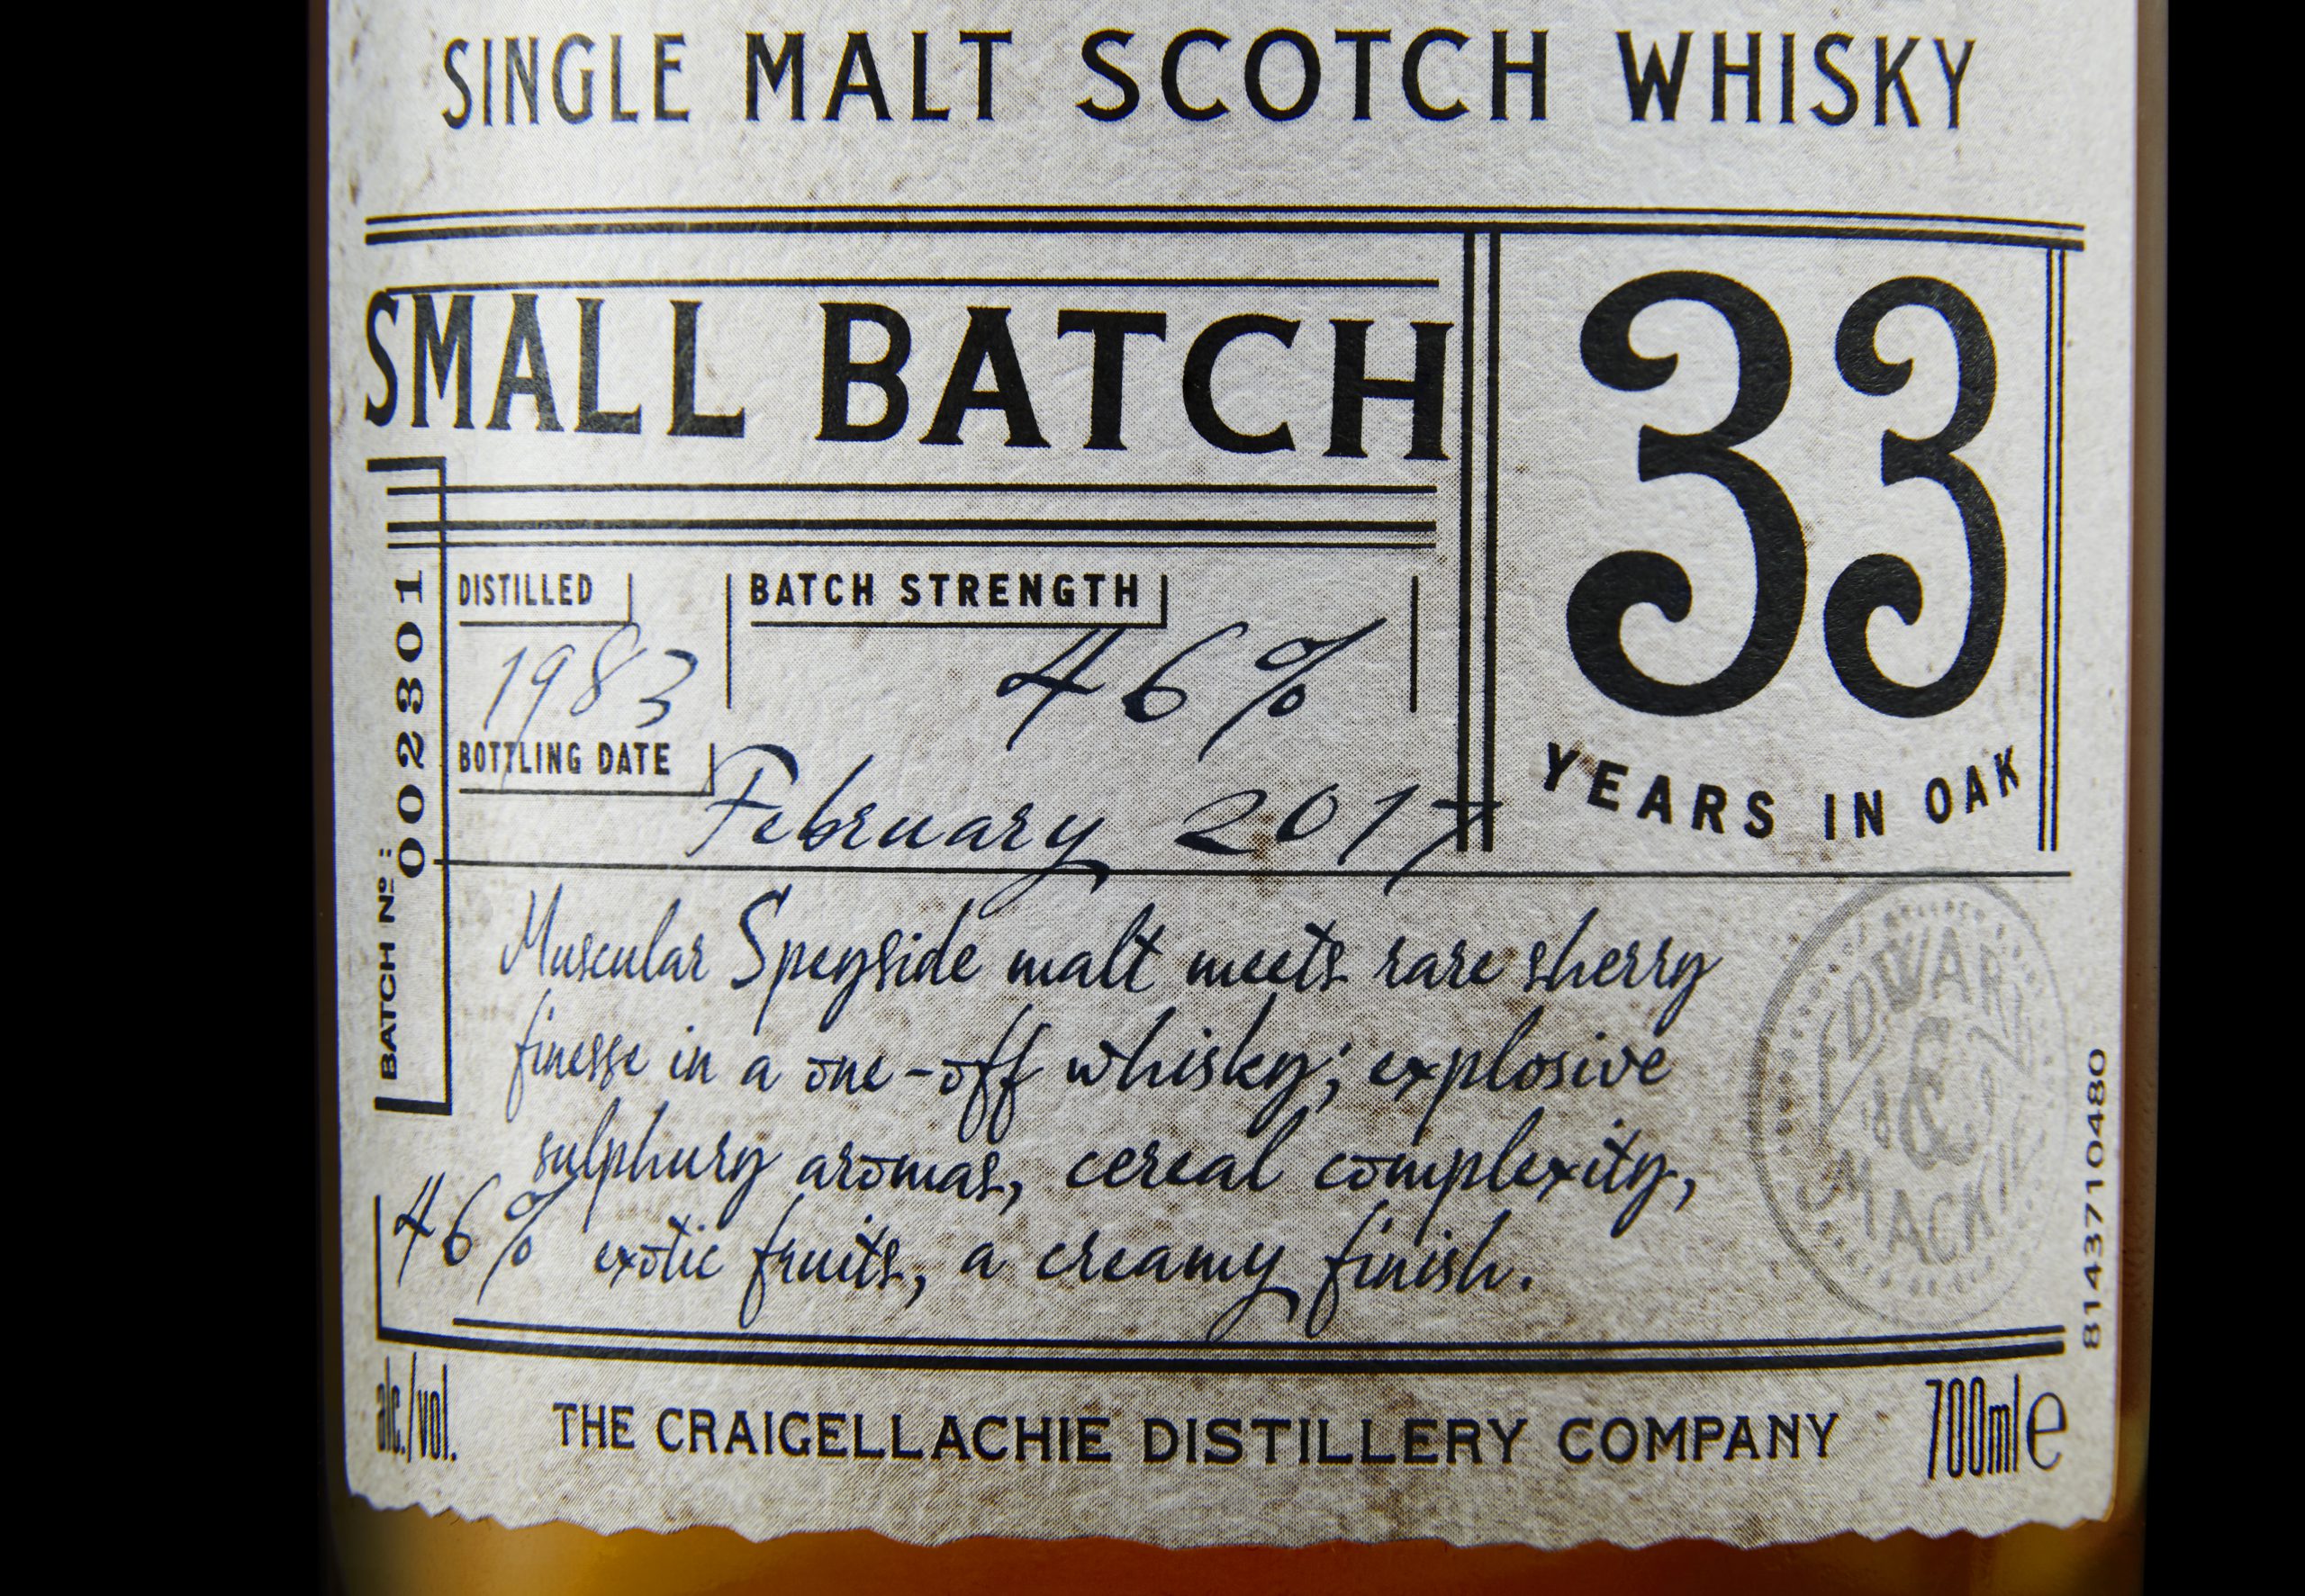 SINGLE MALT SCOTCH WHISKY
SMALL BATCH
33
YEARS IN OAK
DISTILLED
1983
BATCH STRENGTH
46%
BOTTLING DATE
February 2017
BATCH Nº:
002301
Muscular Speyside malt meets rare sherry
finesse in a one-off whisky; explosive
sulphury aromas, cereal complexity,
exotic fruits, a creamy finish.
46%
alc./vol.
EDWARD
&
MACKIE
8143710480
THE CRAIGELLACHIE DISTILLERY COMPANY
700ml e